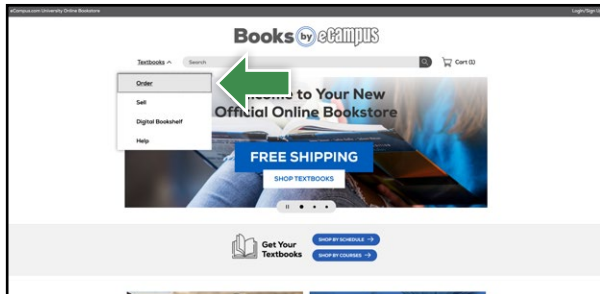 eCampus.com University Online Bookstore
Login/Sign U
Books by eCampus
Textbooks
Search
Cart (1)
Order
Sell
Digital Bookshelf
Help
come to Your New
Official Online Bookstore
FREE SHIPPING
SHOP TEXTBOOKS
Get Your
Textbooks
SHOP BY SCHEDULE →
SHOP BY COURSES →